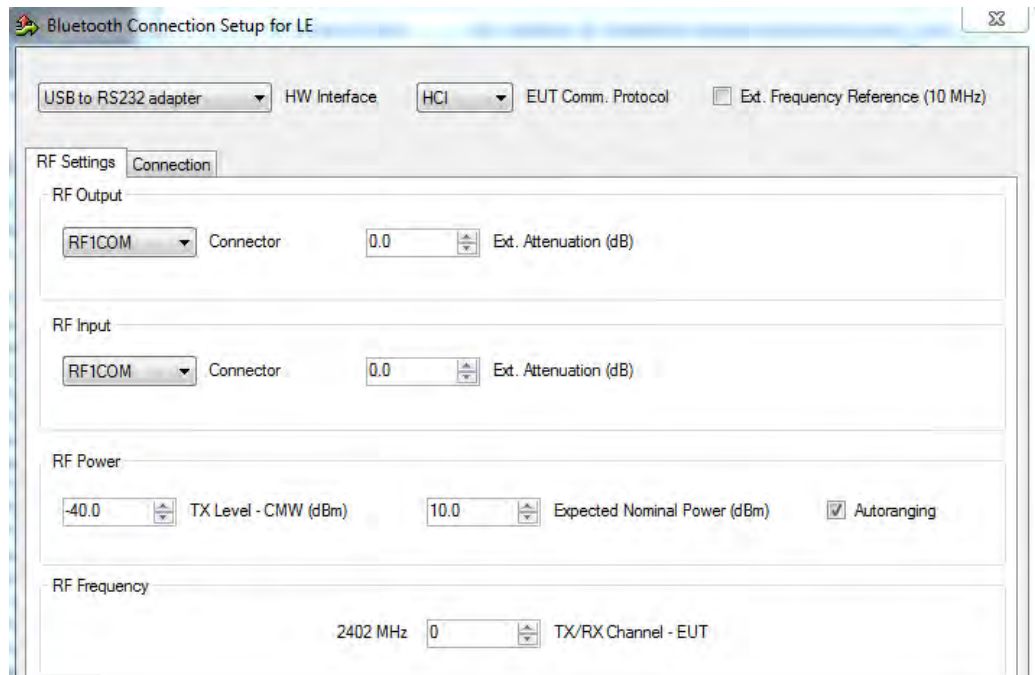 Bluetooth Connection Setup for LE
USB to RS232 adapter HW Interface HCI EUT Comm. Protocol Ext. Frequency Reference (10 MHz)
RF Settings Connection
RF Output
RF1COM Connector 0.0 Ext. Attenuation (dB)
RF Input
RF1COM Connector 0.0 Ext. Attenuation (dB)
RF Power
-40.0 TX Level - CMW (dBm) 10.0 Expected Nominal Power (dBm) Autoranging
RF Frequency
2402 MHz 0 TX/RX Channel - EUT